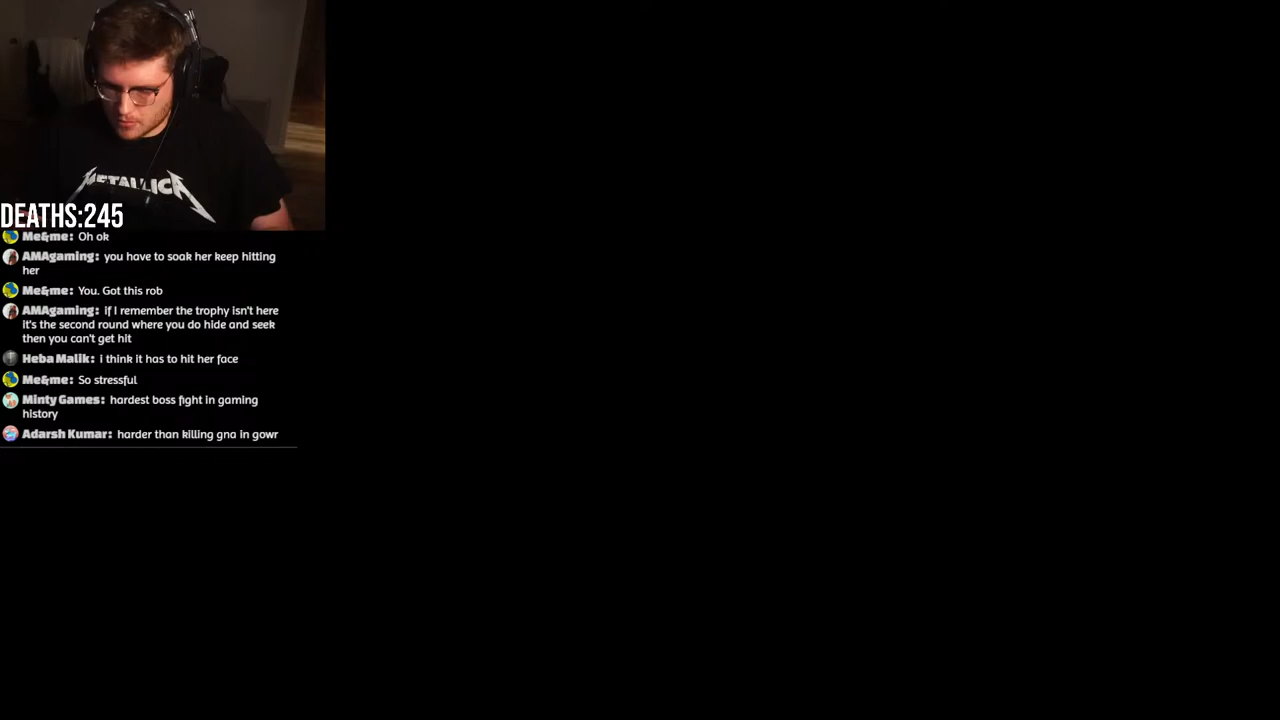 METALLICA
DEATHS:245
Me&me: Oh ok
AMAgaming: you have to soak her keep hitting
her
Me&me: You. Got this rob
AMAgaming: if I remember the trophy isn't here
it's the second round where you do hide and seek
then you can't get hit
Heba Malik: i think it has to hit her face
Me&me: So stressful
Minty Games: hardest boss fight in gaming
history
Adarsh Kumar: harder than killing gna in gowr